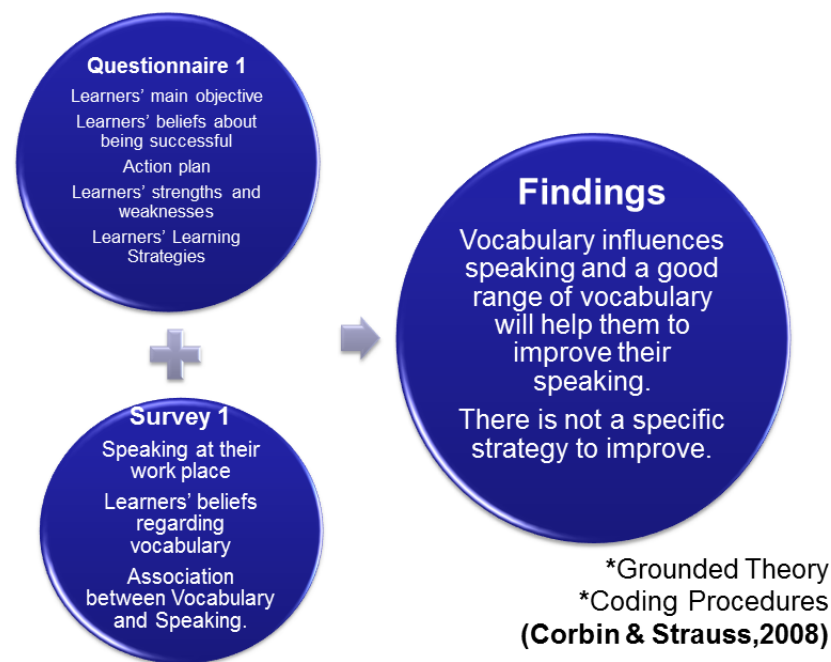 Questionnaire 1
Learners' main objective
Learners' beliefs about
being successful
Action plan
Learners' strengths and
weaknesses
Learners' Learning
Strategies
Survey 1
Speaking at their
work place
Learners' beliefs
regarding
vocabulary
Association
between Vocabulary
and Speaking.
Findings
Vocabulary influences
speaking and a good
range of vocabulary
will help them to
improve their
speaking.
There is not a specific
strategy to improve.
*Grounded Theory
*Coding Procedures
(Corbin & Strauss,2008)